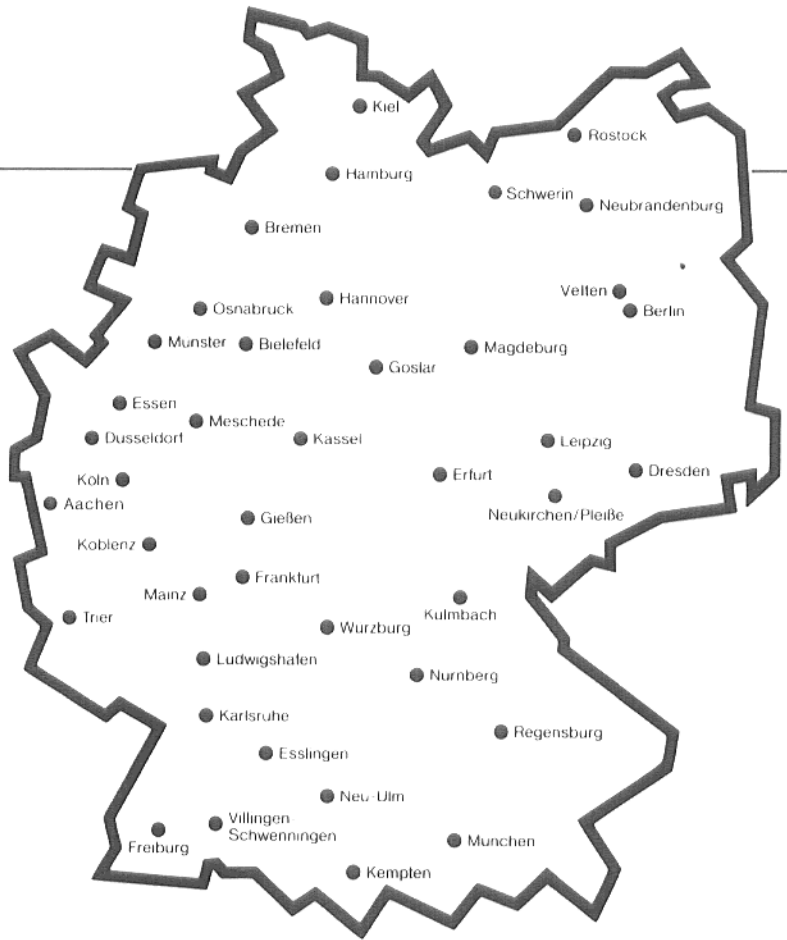 Kiel
Rostock
Hamburg
Schwerin
Neubrandenburg
Bremen
Velten
Hannover
Osnabruck
Berlin
Munster
Bielefeld
Magdeburg
Goslar
Essen
Meschede
Dusseldorf
Kassel
Leipzig
Dresden
Köln
Erfurt
Aachen
Neukirchen/Pleiße
Gießen
Koblenz
Frankfurt
Mainz
Kulmbach
Trier
Wurzburg
Ludwigshafen
Nurnberg
Karlsruhe
Regensburg
Esslingen
Neu-Ulm
Villingen-
Schwenningen
Freiburg
Munchen
Kempten